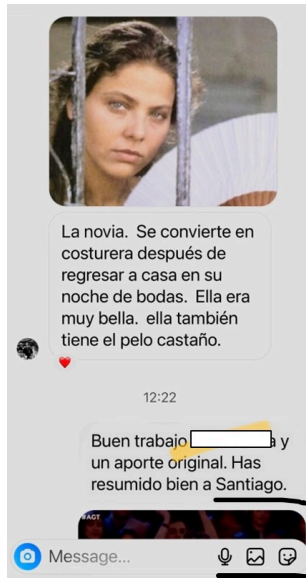 La novia. Se convierte en
costurera después de
regresar a casa en su
noche de bodas. Ella era
muy bella. ella también
tiene el pelo castaño.
12:22
Buen trabajo a y
un aporte original. Has
resumido bien a Santiago.
#AGT
Message...